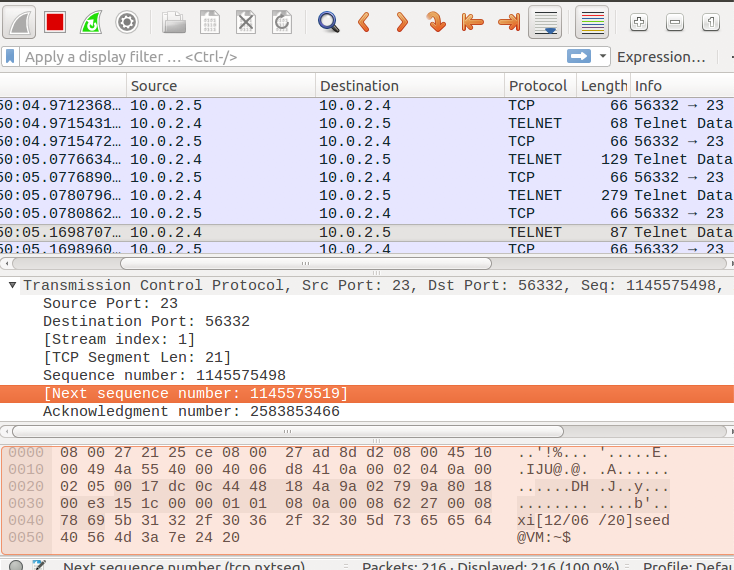 Apply a display filter … <Ctrl-/> Expression…
Source Destination Protocol Length Info
50:04.9712368… 10.0.2.5 10.0.2.4 TCP 66 56332 → 23
50:04.9715431… 10.0.2.4 10.0.2.5 TELNET 68 Telnet Data
50:04.9715472… 10.0.2.5 10.0.2.4 TCP 66 56332 → 23
50:05.0776634… 10.0.2.4 10.0.2.5 TELNET 129 Telnet Data
50:05.0776890… 10.0.2.5 10.0.2.4 TCP 66 56332 → 23
50:05.0780796… 10.0.2.4 10.0.2.5 TELNET 279 Telnet Data
50:05.0780862… 10.0.2.5 10.0.2.4 TCP 66 56332 → 23
50:05.1698707… 10.0.2.4 10.0.2.5 TELNET 87 Telnet Data
50:05.1698960… 10.0.2.5 10.0.2.4 TCP 66 56332 → 23
Transmission Control Protocol, Src Port: 23, Dst Port: 56332, Seq: 1145575498,
Source Port: 23
Destination Port: 56332
[Stream index: 1]
[TCP Segment Len: 21]
Sequence number: 1145575498
[Next sequence number: 1145575519]
Acknowledgment number: 2583853466
0000 08 00 27 21 25 ce 08 00 27 ad 8d d2 08 00 45 10 ..'!%... '.....E.
0010 00 49 4a 55 40 00 40 06 d8 41 0a 00 02 04 0a 00 .IJU@.@. .A......
0020 02 05 00 17 dc 0c 44 48 18 4a 9a 02 79 9a 80 18 ......DH .J..y...
0030 00 e3 15 1c 00 00 01 01 08 0a 00 08 62 27 00 08 ........ ....b'..
0040 78 69 5b 31 32 2f 30 36 2f 32 30 5d 73 65 65 64 xi[12/06 /20]seed
0050 40 56 4d 3a 7e 24 20 @VM:~$
Next sequence number (tcp.nxtseq) Packets: 216 · Displayed: 216 (100.0%) Profile: Defau